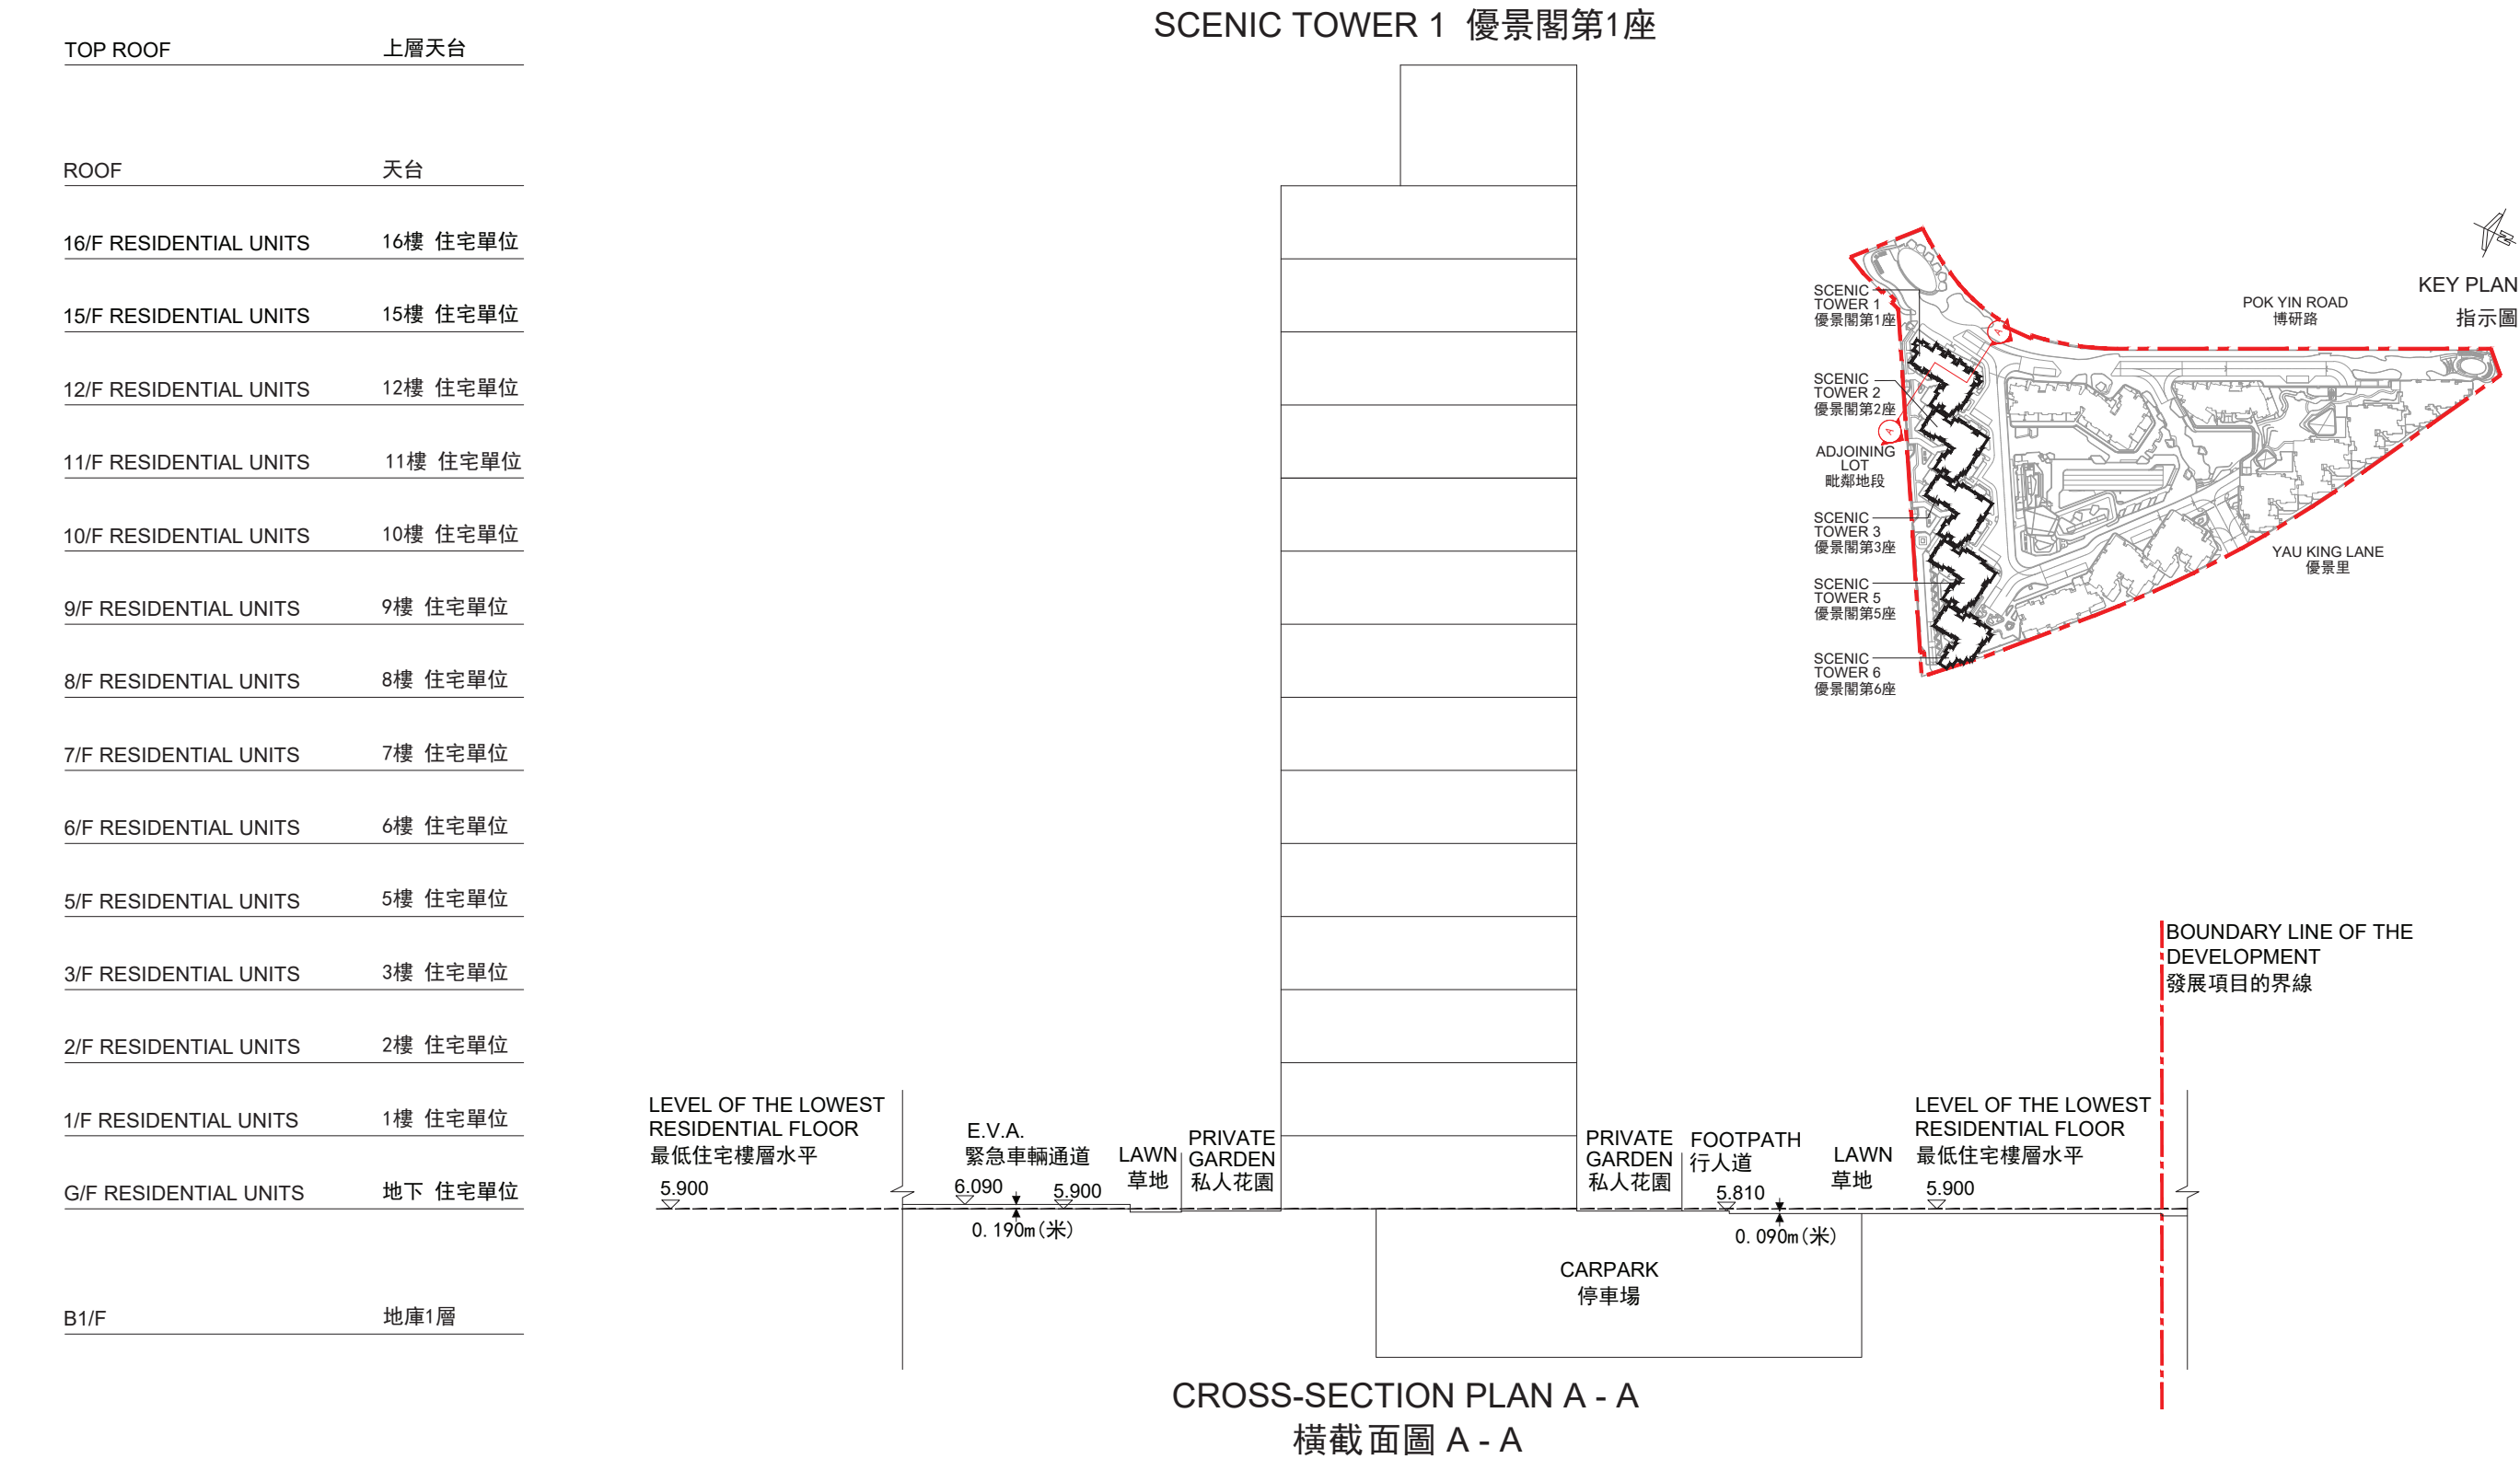 SCENIC TOWER 1 優景閣第1座
TOP ROOF 上層天台
ROOF 天台
16/F RESIDENTIAL UNITS 16樓 住宅單位
15/F RESIDENTIAL UNITS 15樓 住宅單位
12/F RESIDENTIAL UNITS 12樓 住宅單位
11/F RESIDENTIAL UNITS 11樓 住宅單位
10/F RESIDENTIAL UNITS 10樓 住宅單位
9/F RESIDENTIAL UNITS 9樓 住宅單位
8/F RESIDENTIAL UNITS 8樓 住宅單位
7/F RESIDENTIAL UNITS 7樓 住宅單位
6/F RESIDENTIAL UNITS 6樓 住宅單位
5/F RESIDENTIAL UNITS 5樓 住宅單位
3/F RESIDENTIAL UNITS 3樓 住宅單位
2/F RESIDENTIAL UNITS 2樓 住宅單位
1/F RESIDENTIAL UNITS 1樓 住宅單位
G/F RESIDENTIAL UNITS 地下 住宅單位
B1/F 地庫1層
N
KEY PLAN
指示圖
POK YIN ROAD
博研路
SCENIC
TOWER 1
優景閣第1座
A
SCENIC
TOWER 2
優景閣第2座
A
ADJOINING
LOT
毗鄰地段
SCENIC
TOWER 3
優景閣第3座
YAU KING LANE
優景里
SCENIC
TOWER 5
優景閣第5座
SCENIC
TOWER 6
優景閣第6座
BOUNDARY LINE OF THE
DEVELOPMENT
發展項目的界線
LEVEL OF THE LOWEST
RESIDENTIAL FLOOR
最低住宅樓層水平
5.900
E.V.A.
緊急車輛通道
6.090
5.900
0.190m(米)
LAWN
草地
PRIVATE
GARDEN
私人花園
PRIVATE
GARDEN
私人花園
FOOTPATH
行人道
5.810
0.090m(米)
LAWN
草地
LEVEL OF THE LOWEST
RESIDENTIAL FLOOR
最低住宅樓層水平
5.900
CARPARK
停車場
CROSS-SECTION PLAN A - A
橫截面圖 A - A